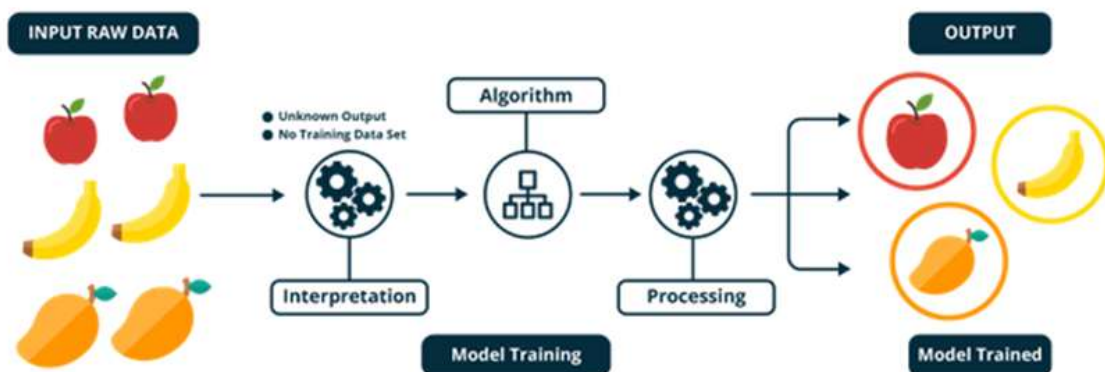 INPUT RAW DATA
OUTPUT
Algorithm
Unknown Output
No Training Data Set
Interpretation
Processing
Model Training
Model Trained